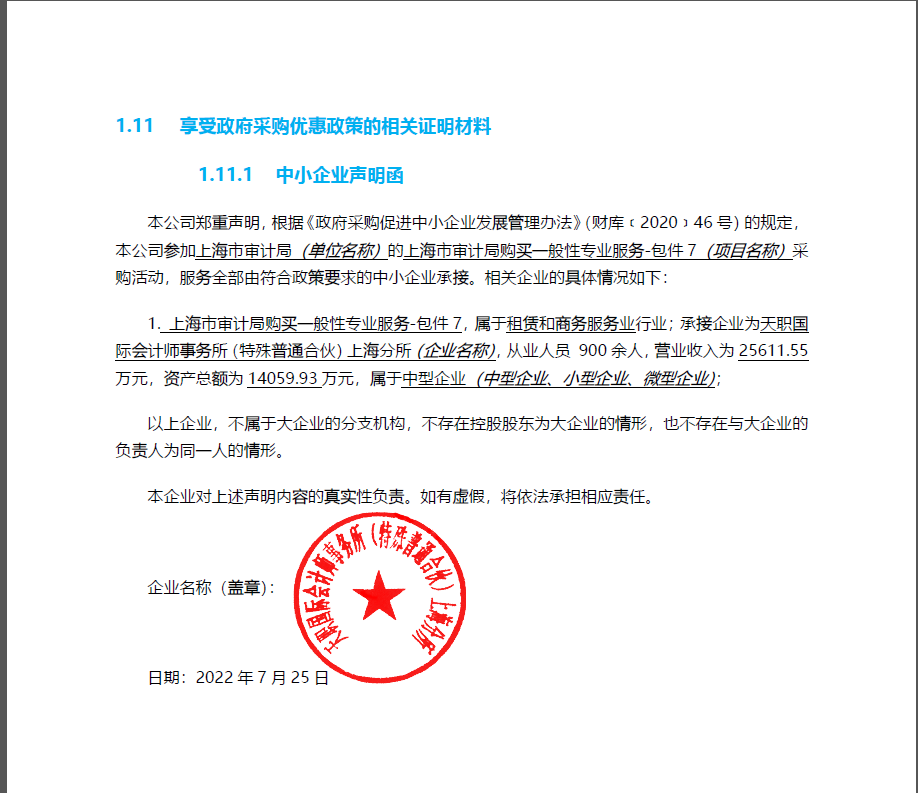 1.11 享受政府采购优惠政策的相关证明材料
1.11.1 中小企业声明函
本公司郑重声明，根据《政府采购促进中小企业发展管理办法》（财库﹝2020﹞46 号）的规定，
本公司参加上海市审计局（单位名称）的上海市审计局购买一般性专业服务-包件 7（项目名称）采
购活动，服务全部由符合政策要求的中小企业承接。相关企业的具体情况如下：
1. 上海市审计局购买一般性专业服务-包件 7，属于租赁和商务服务业行业；承接企业为天职国
际会计师事务所（特殊普通合伙）上海分所（企业名称），从业人员 900 余人，营业收入为 25611.55
万元，资产总额为 14059.93 万元，属于中型企业（中型企业、小型企业、微型企业）；
以上企业，不属于大企业的分支机构，不存在控股股东为大企业的情形，也不存在与大企业的
负责人为同一人的情形。
本企业对上述声明内容的真实性负责。如有虚假，将依法承担相应责任。
企业名称（盖章）：
天职国际会计师事务所（特殊普通合伙）上海分所
日期：2022 年 7 月 25 日